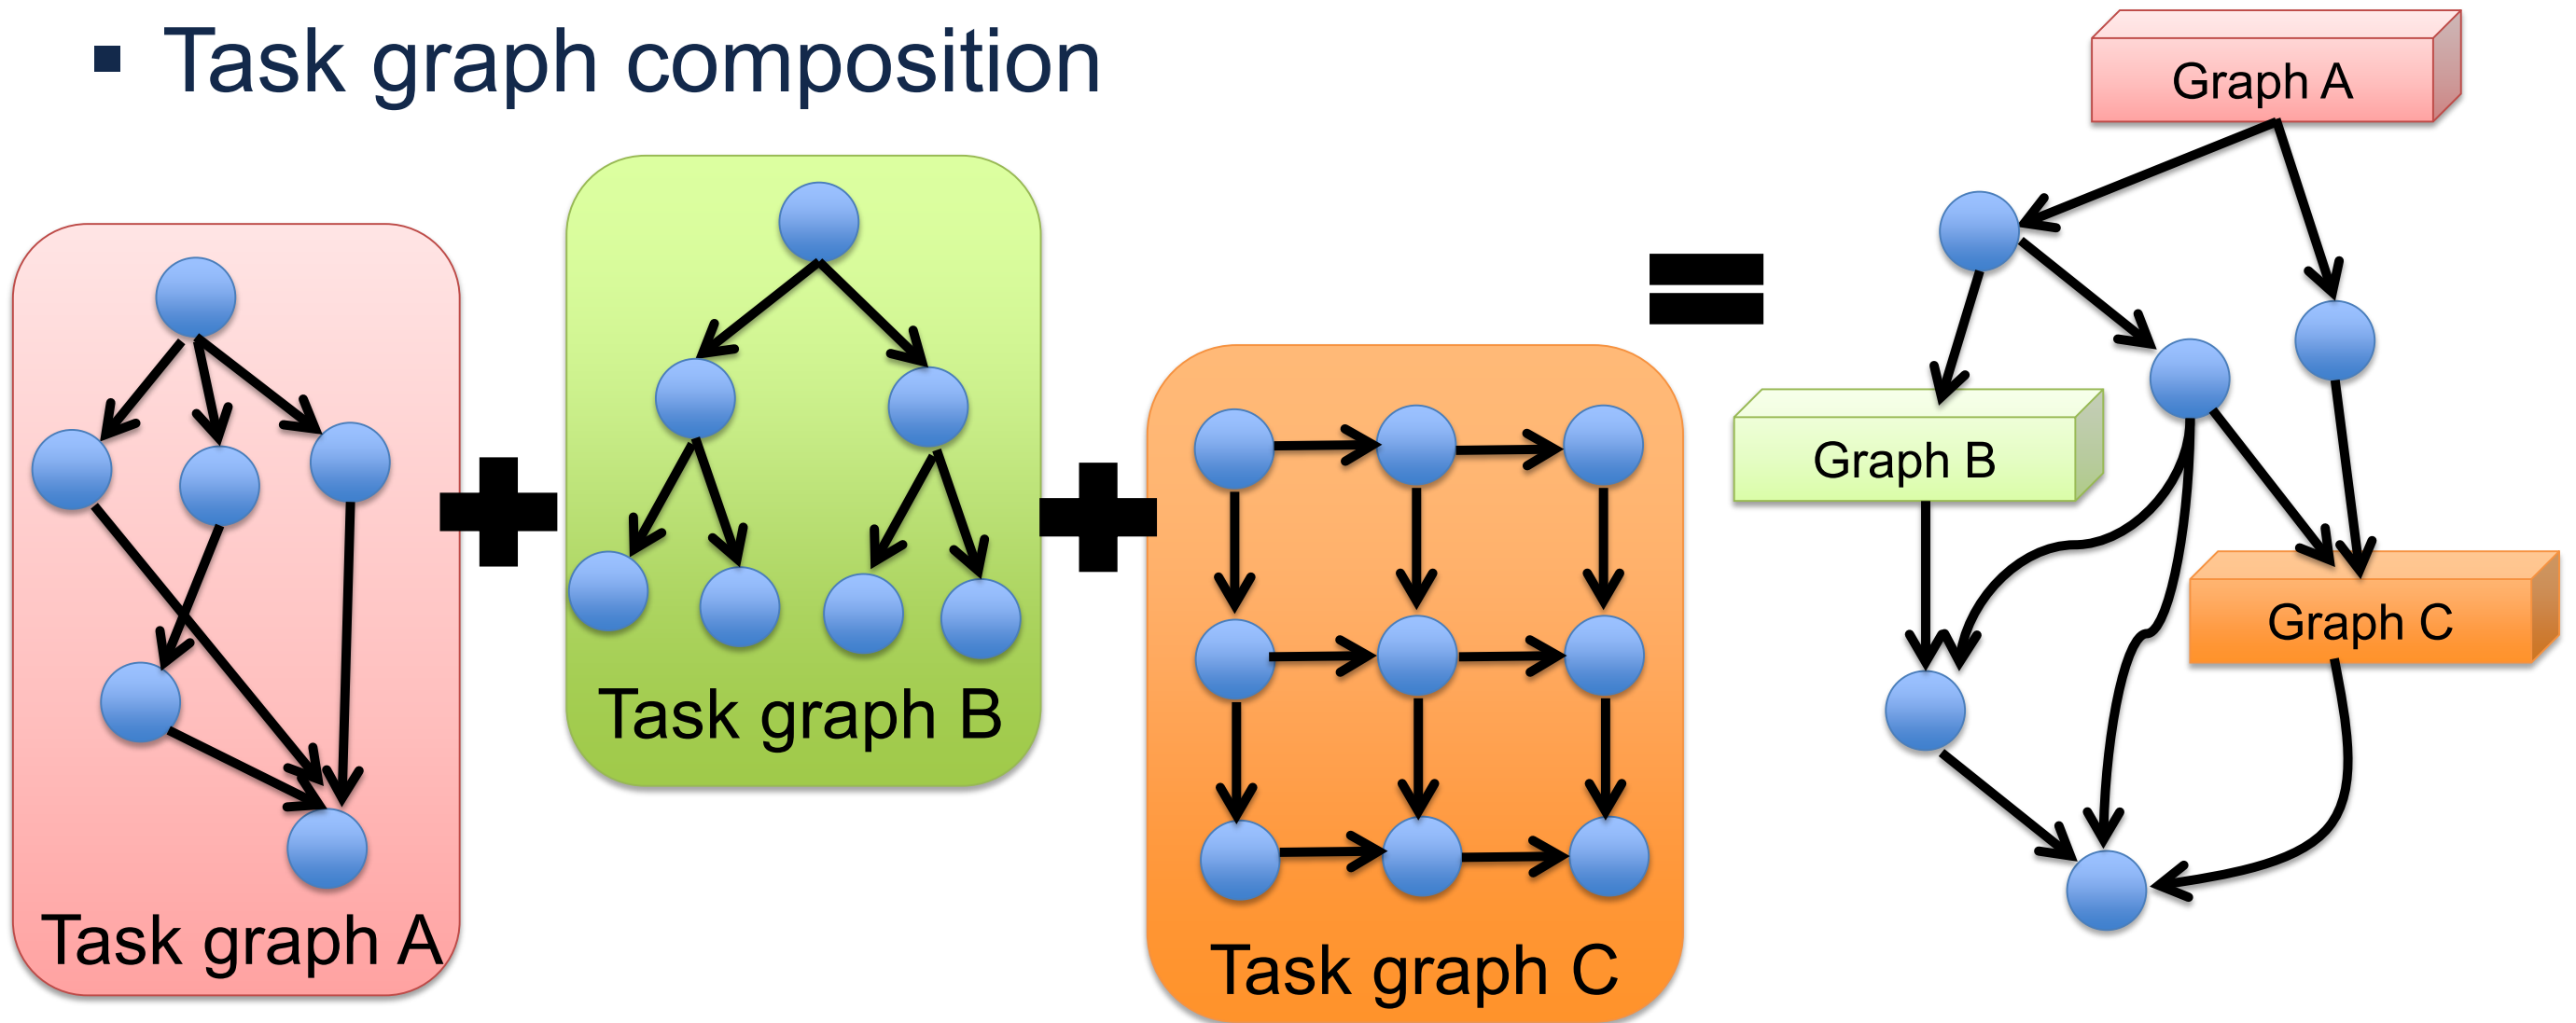 ▪ Task graph composition
Task graph A
Task graph B
Task graph C
Graph A
Graph B
Graph C